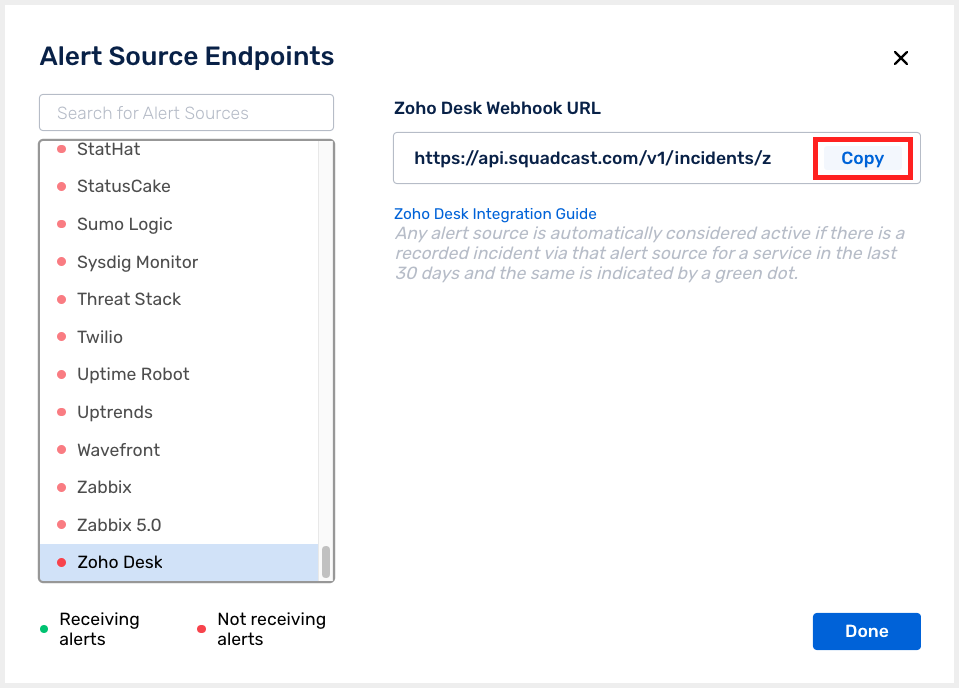 Alert Source Endpoints
Search for Alert Sources
StatHat
StatusCake
Sumo Logic
Sysdig Monitor
Threat Stack
Twilio
Uptime Robot
Uptrends
Wavefront
Zabbix
Zabbix 5.0
Zoho Desk
Receiving
alerts
Not receiving
alerts
Zoho Desk Webhook URL
https://api.squadcast.com/v1/incidents/z
Copy
Zoho Desk Integration Guide
Any alert source is automatically considered active if there is a
recorded incident via that alert source for a service in the last
30 days and the same is indicated by a green dot.
Done